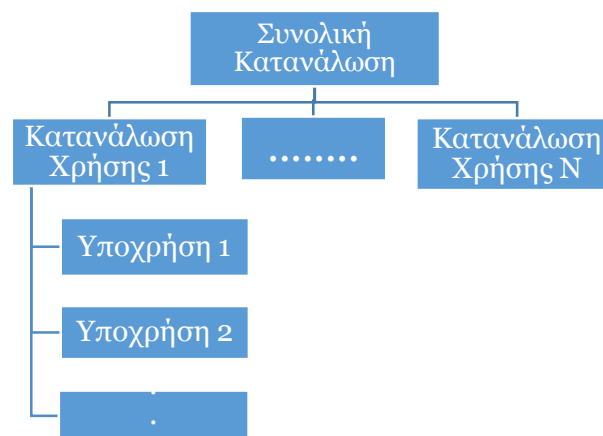 Συνολική
Κατανάλωση
Κατανάλωση
Χρήσης 1
........
Κατανάλωση
Χρήσης Ν
Υποχρήση 1
Υποχρήση 2
.
.